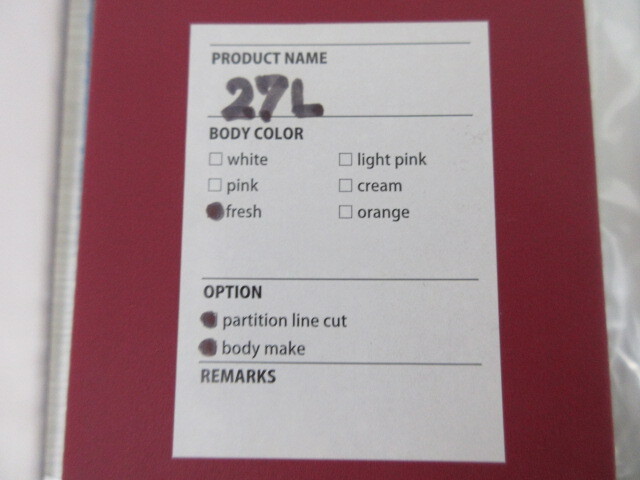 PRODUCT NAME
27L
BODY COLOR
white light pink
pink cream
fresh orange
OPTION
partition line cut
body make
REMARKS